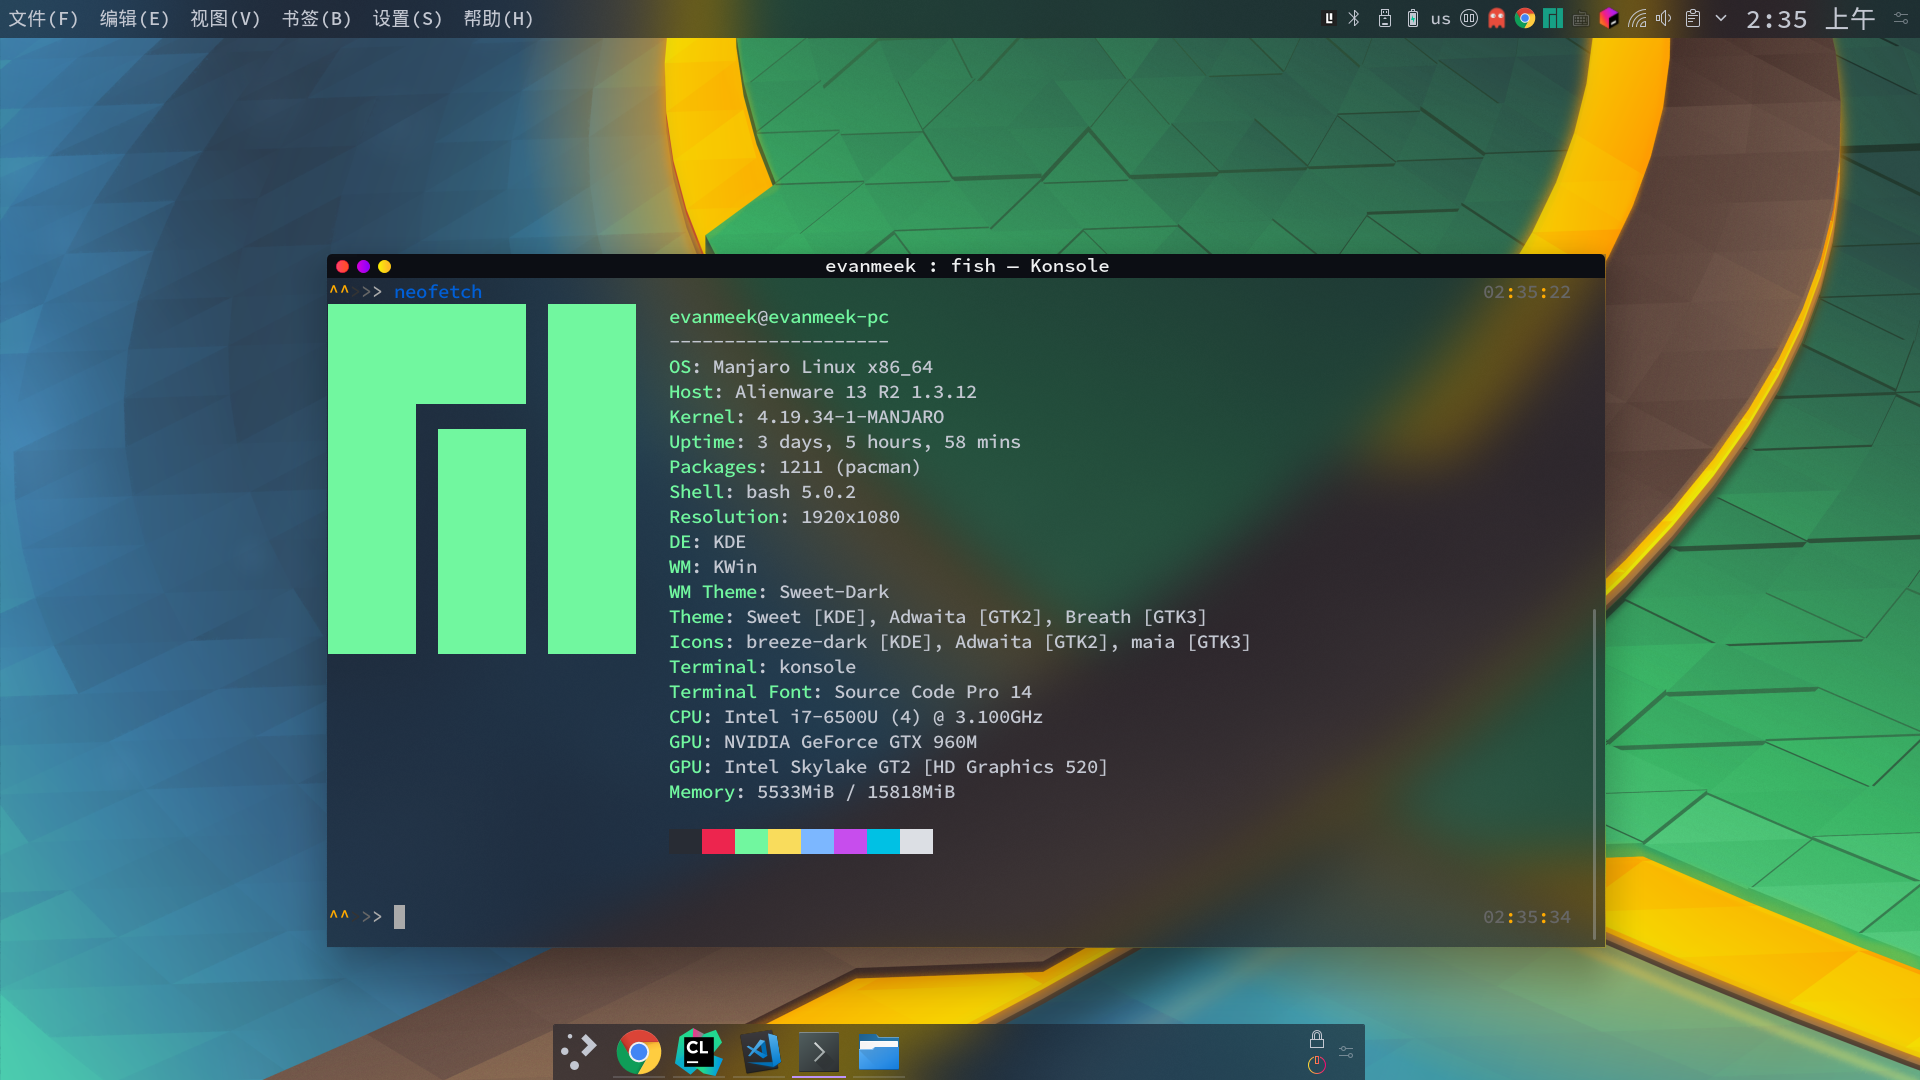 文件(F) 编辑(E) 视图(V) 书签(B) 设置(S) 帮助(H) us 2:35 上午
evanmeek : fish — Konsole
^^ >>> neofetch 02:35:22
evanmeek@evanmeek-pc
--------------------
OS: Manjaro Linux x86_64
Host: Alienware 13 R2 1.3.12
Kernel: 4.19.34-1-MANJARO
Uptime: 3 days, 5 hours, 58 mins
Packages: 1211 (pacman)
Shell: bash 5.0.2
Resolution: 1920x1080
DE: KDE
WM: KWin
WM Theme: Sweet-Dark
Theme: Sweet [KDE], Adwaita [GTK2], Breath [GTK3]
Icons: breeze-dark [KDE], Adwaita [GTK2], maia [GTK3]
Terminal: konsole
Terminal Font: Source Code Pro 14
CPU: Intel i7-6500U (4) @ 3.100GHz
GPU: NVIDIA GeForce GTX 960M
GPU: Intel Skylake GT2 [HD Graphics 520]
Memory: 5533MiB / 15818MiB
^^ >> 02:35:34
CL